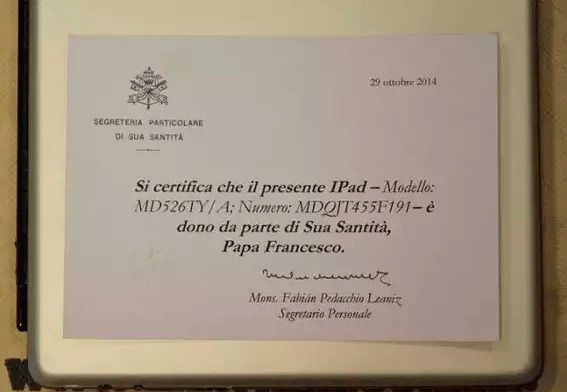 29 ottobre 2014
SEGRETERIA PARTICOLARE
DI SUA SANTITÀ
Si certifica che il presente IPad – Modello:
MD526TY/A; Numero: MDQJT455F191– è
dono da parte di Sua Santità,
Papa Francesco.
Mons. Fabián Pedacchio Leaniz
Segretario Personale